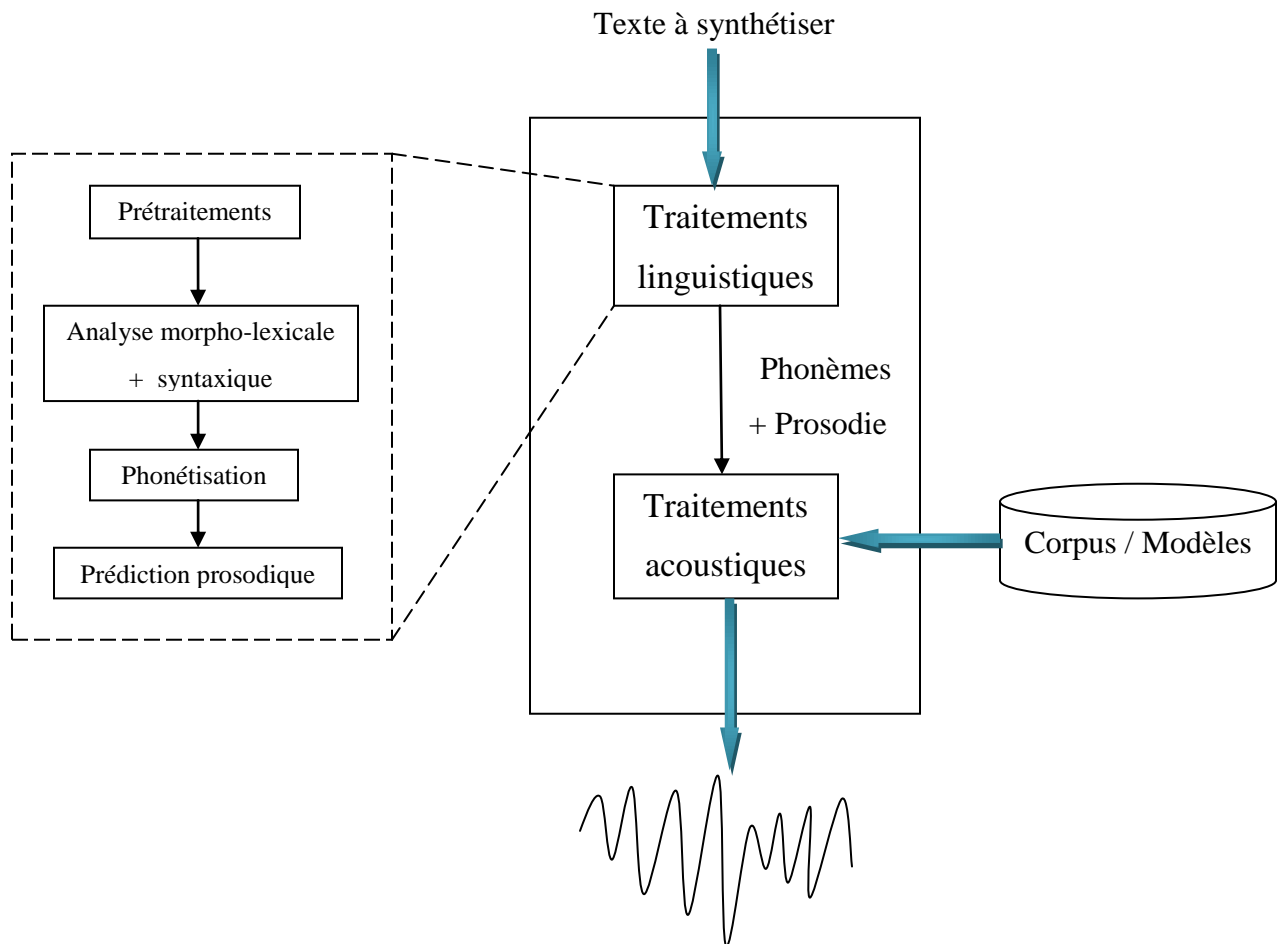 Texte à synthétiser
Prétraitements
Analyse morpho-lexicale
+ syntaxique
Phonétisation
Prédiction prosodique
Traitements
linguistiques
Phonèmes
+ Prosodie
Traitements
acoustiques
Corpus / Modèles